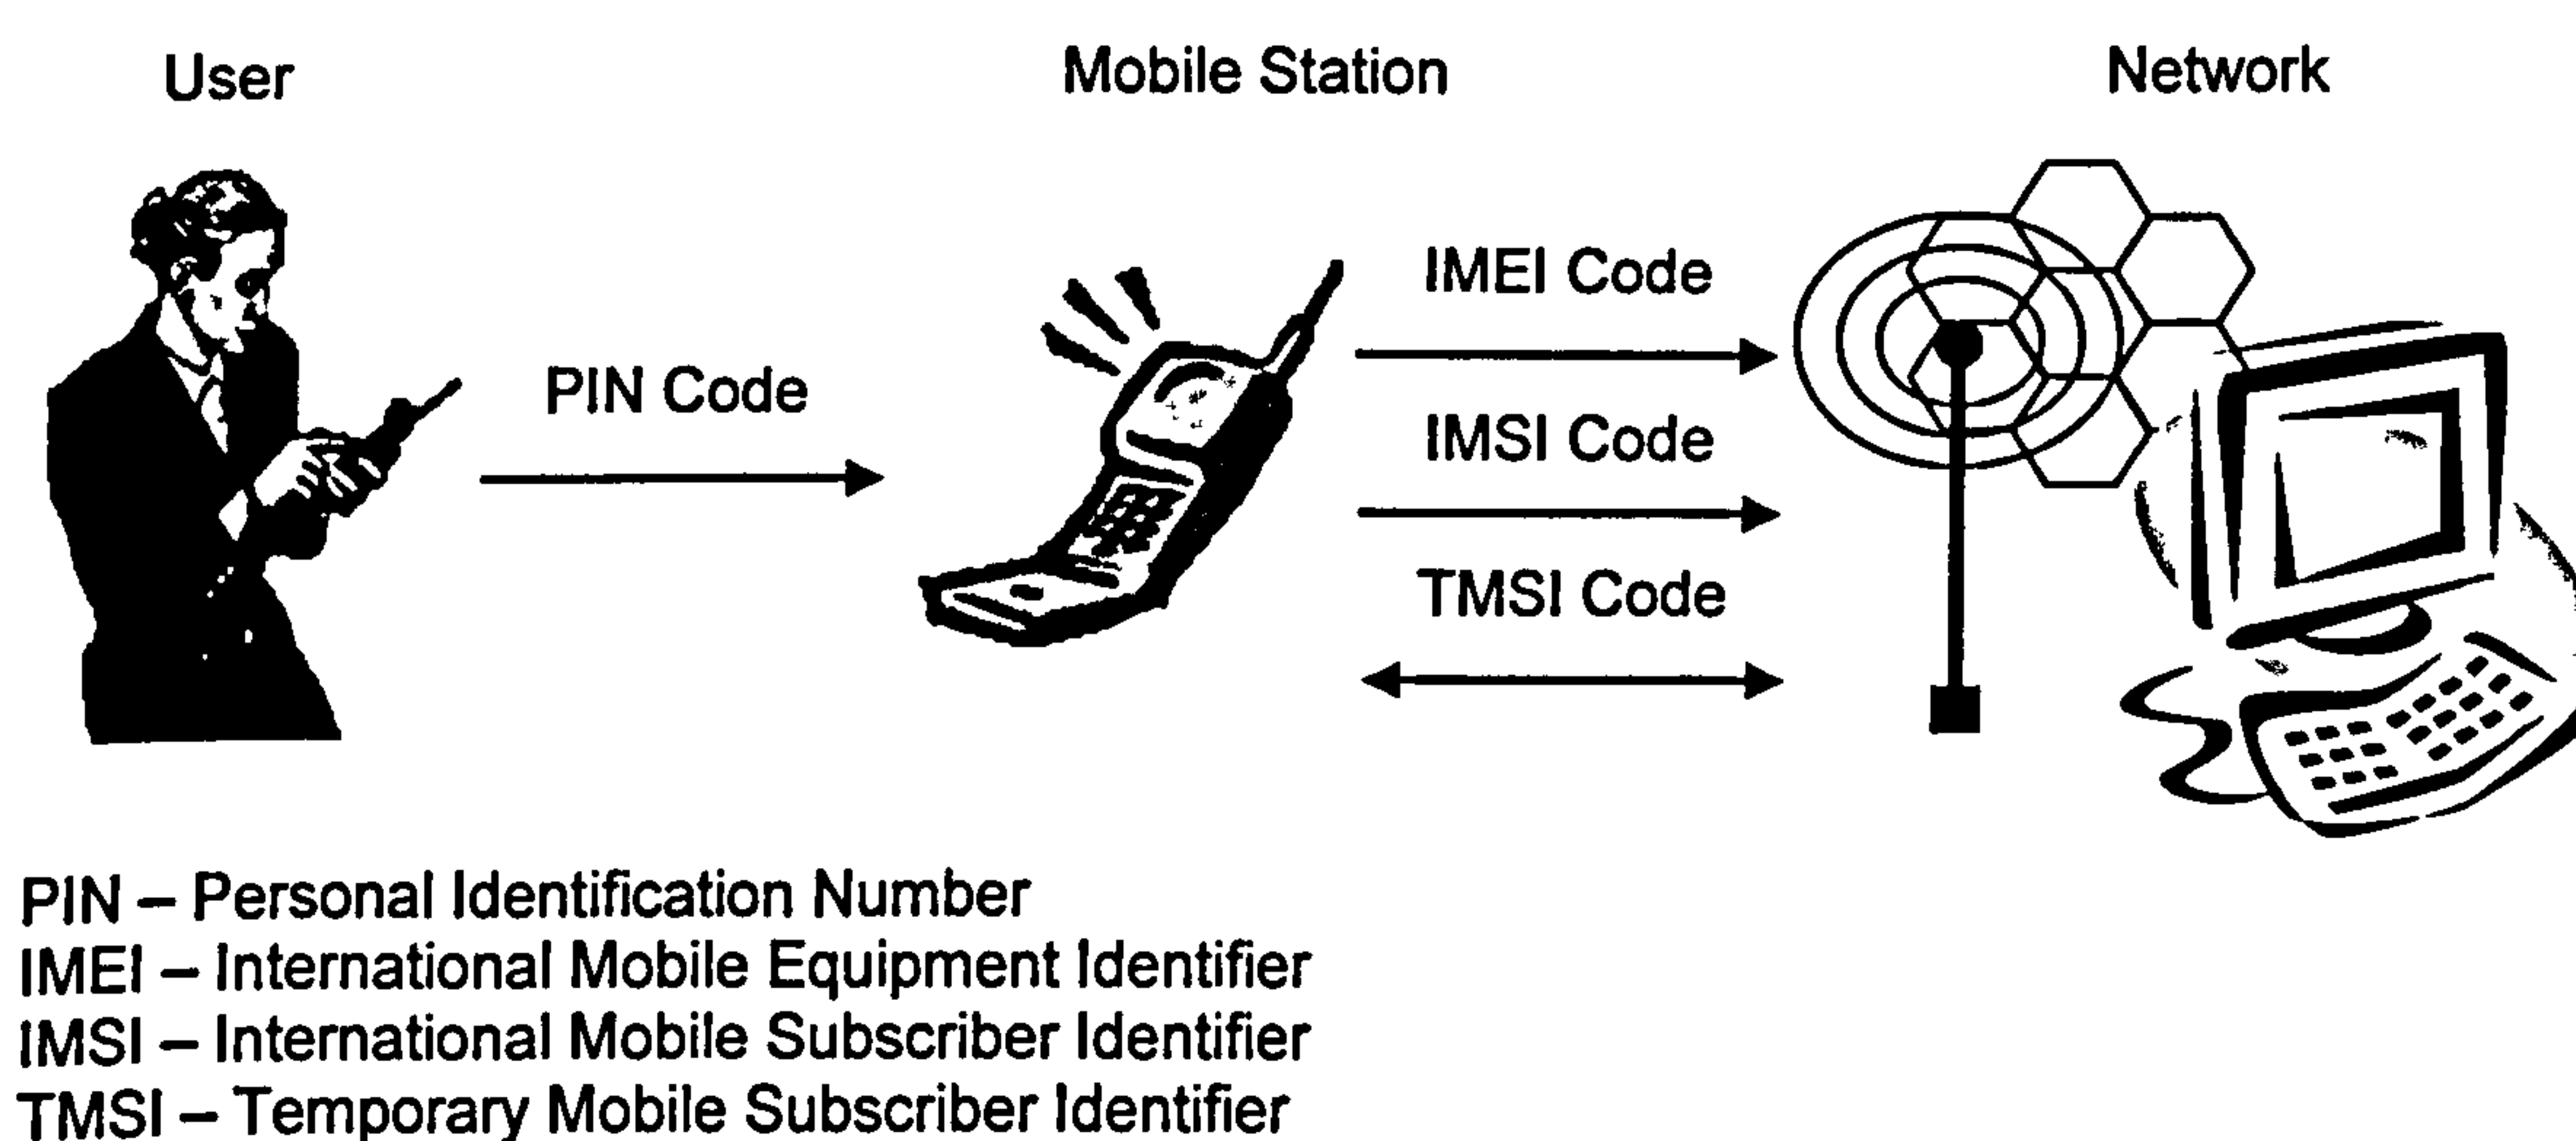 User
Mobile Station
Network
PIN Code
IMEI Code
IMSI Code
TMSI Code
PIN – Personal Identification Number
IMEI – International Mobile Equipment Identifier
IMSI – International Mobile Subscriber Identifier
TMSI – Temporary Mobile Subscriber Identifier